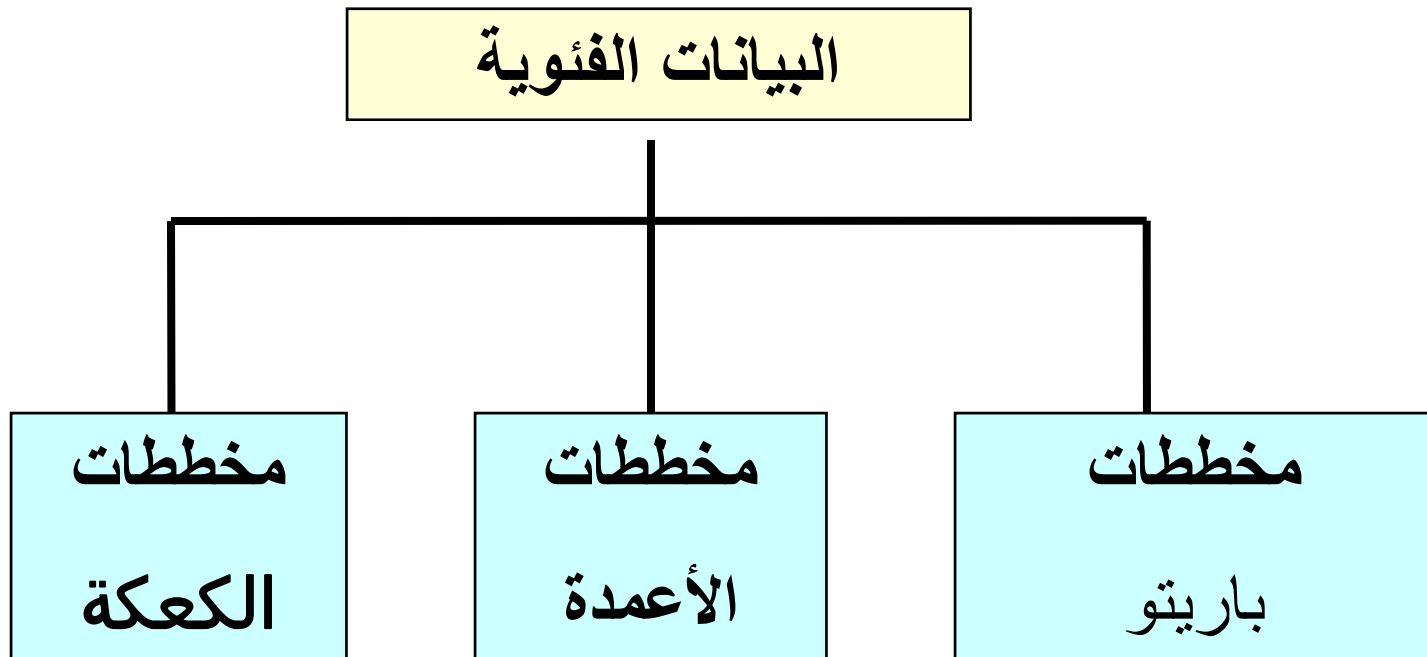 البيانات الفئوية
مخططات
باريتو
مخططات
الأعمدة
مخططات
الكعكة